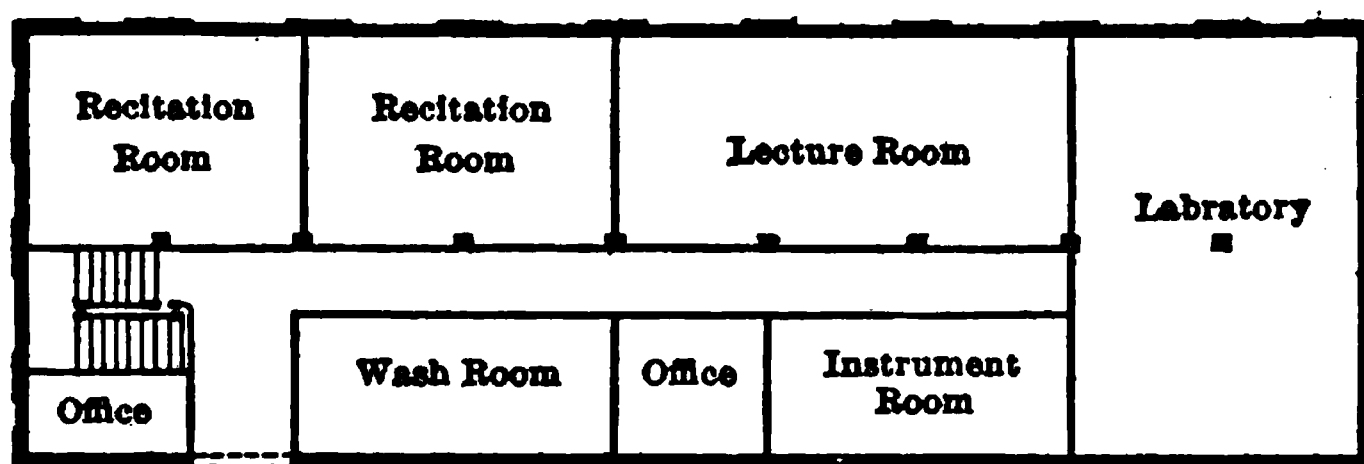 Recitation
Room
Recitation
Room
Lecture Room
Labratory
Wash Room
Office
Instrument
Room
Office